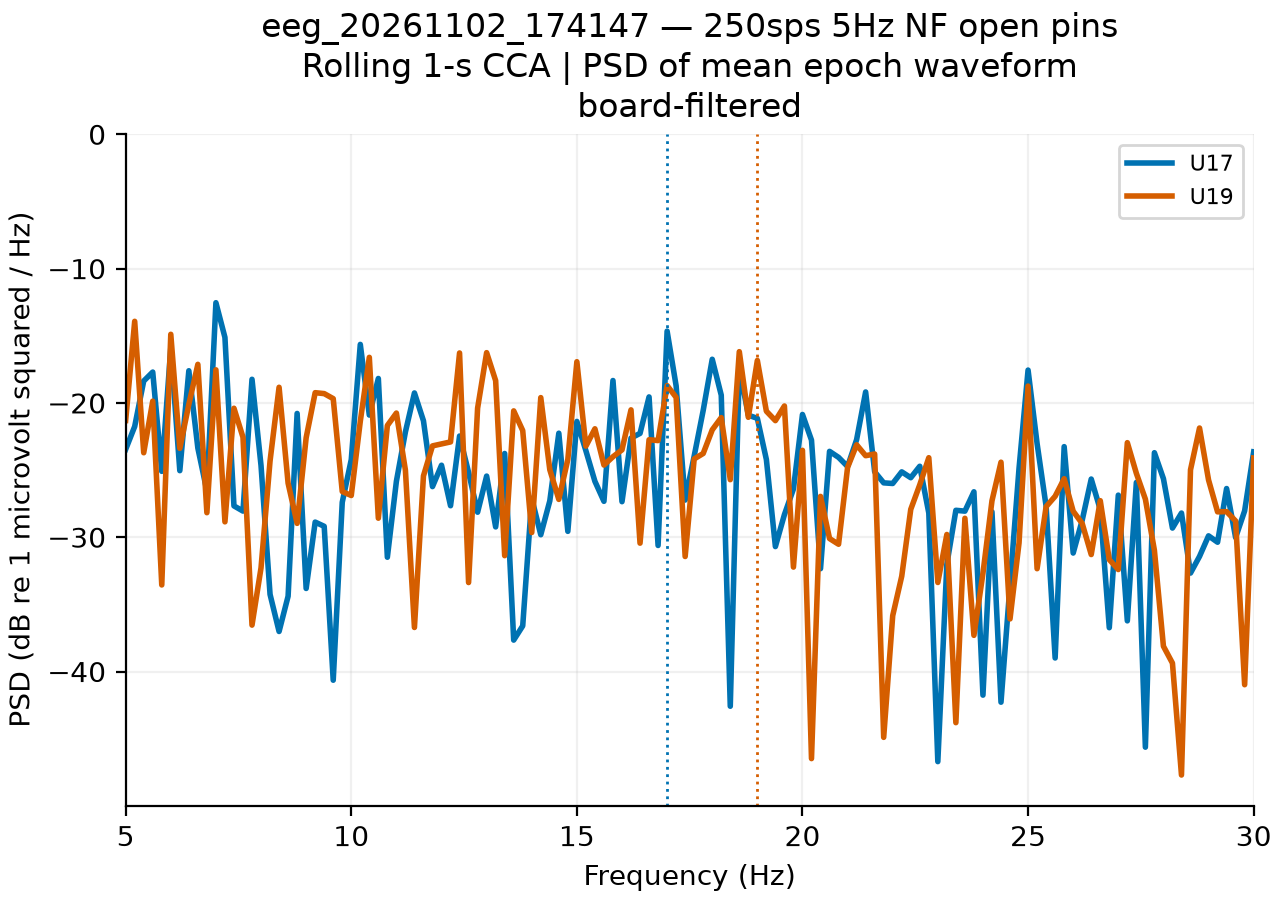 eeg_20261102_174147 — 250sps 5Hz NF open pins
Rolling 1-s CCA | PSD of mean epoch waveform
board-filtered
U17
U19
PSD (dB re 1 microvolt squared / Hz)
0
−10
−20
−30
−40
5
10
15
20
25
30
Frequency (Hz)